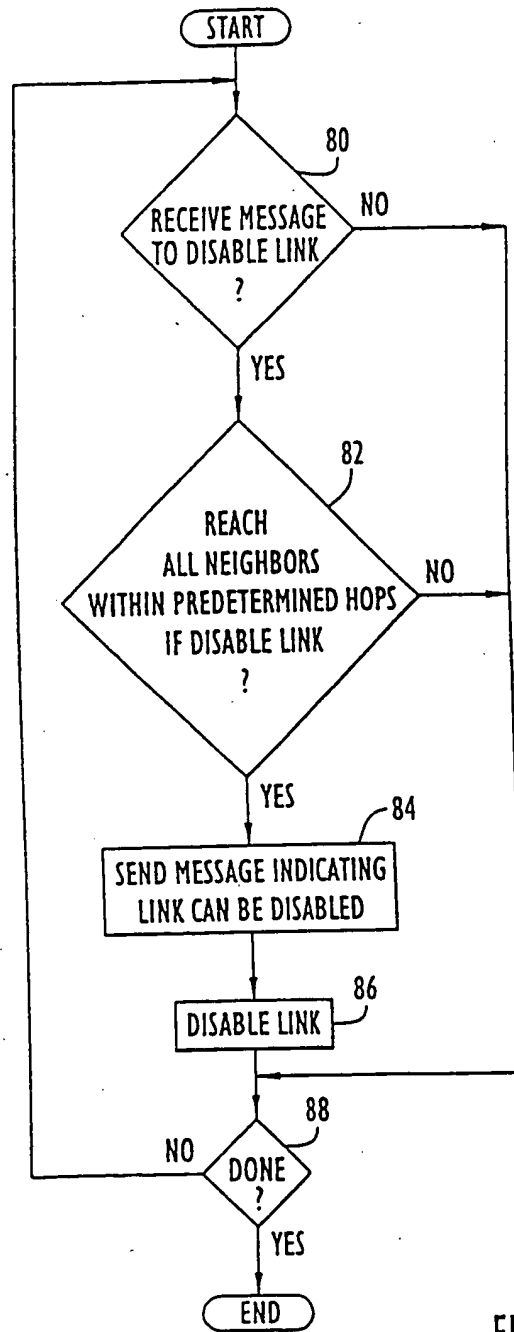 START
80
RECEIVE MESSAGE
TO DISABLE LINK
?
NO
YES
82
REACH
ALL NEIGHBORS
WITHIN PREDETERMINED HOPS
IF DISABLE LINK
?
NO
YES
84
SEND MESSAGE INDICATING
LINK CAN BE DISABLED
86
DISABLE LINK
88
NO
DONE
?
YES
END